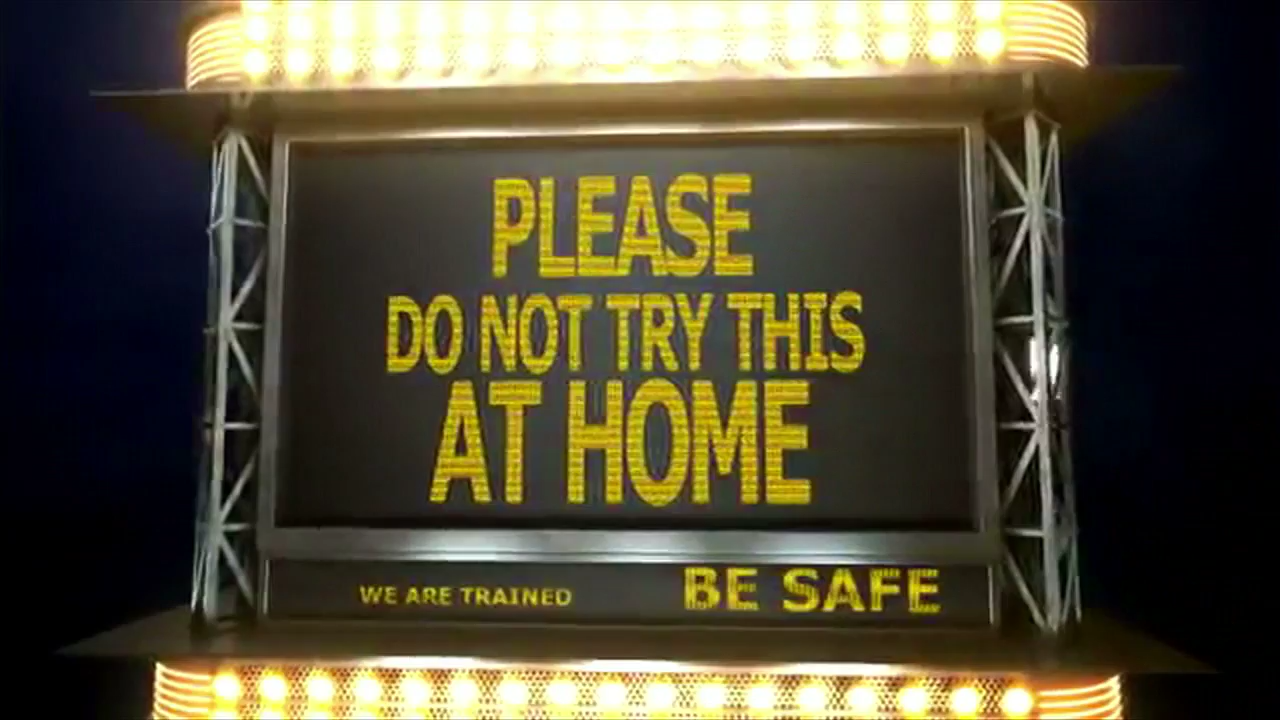 PLEASE
DO NOT TRY THIS
AT HOME
WE ARE TRAINED
BE SAFE